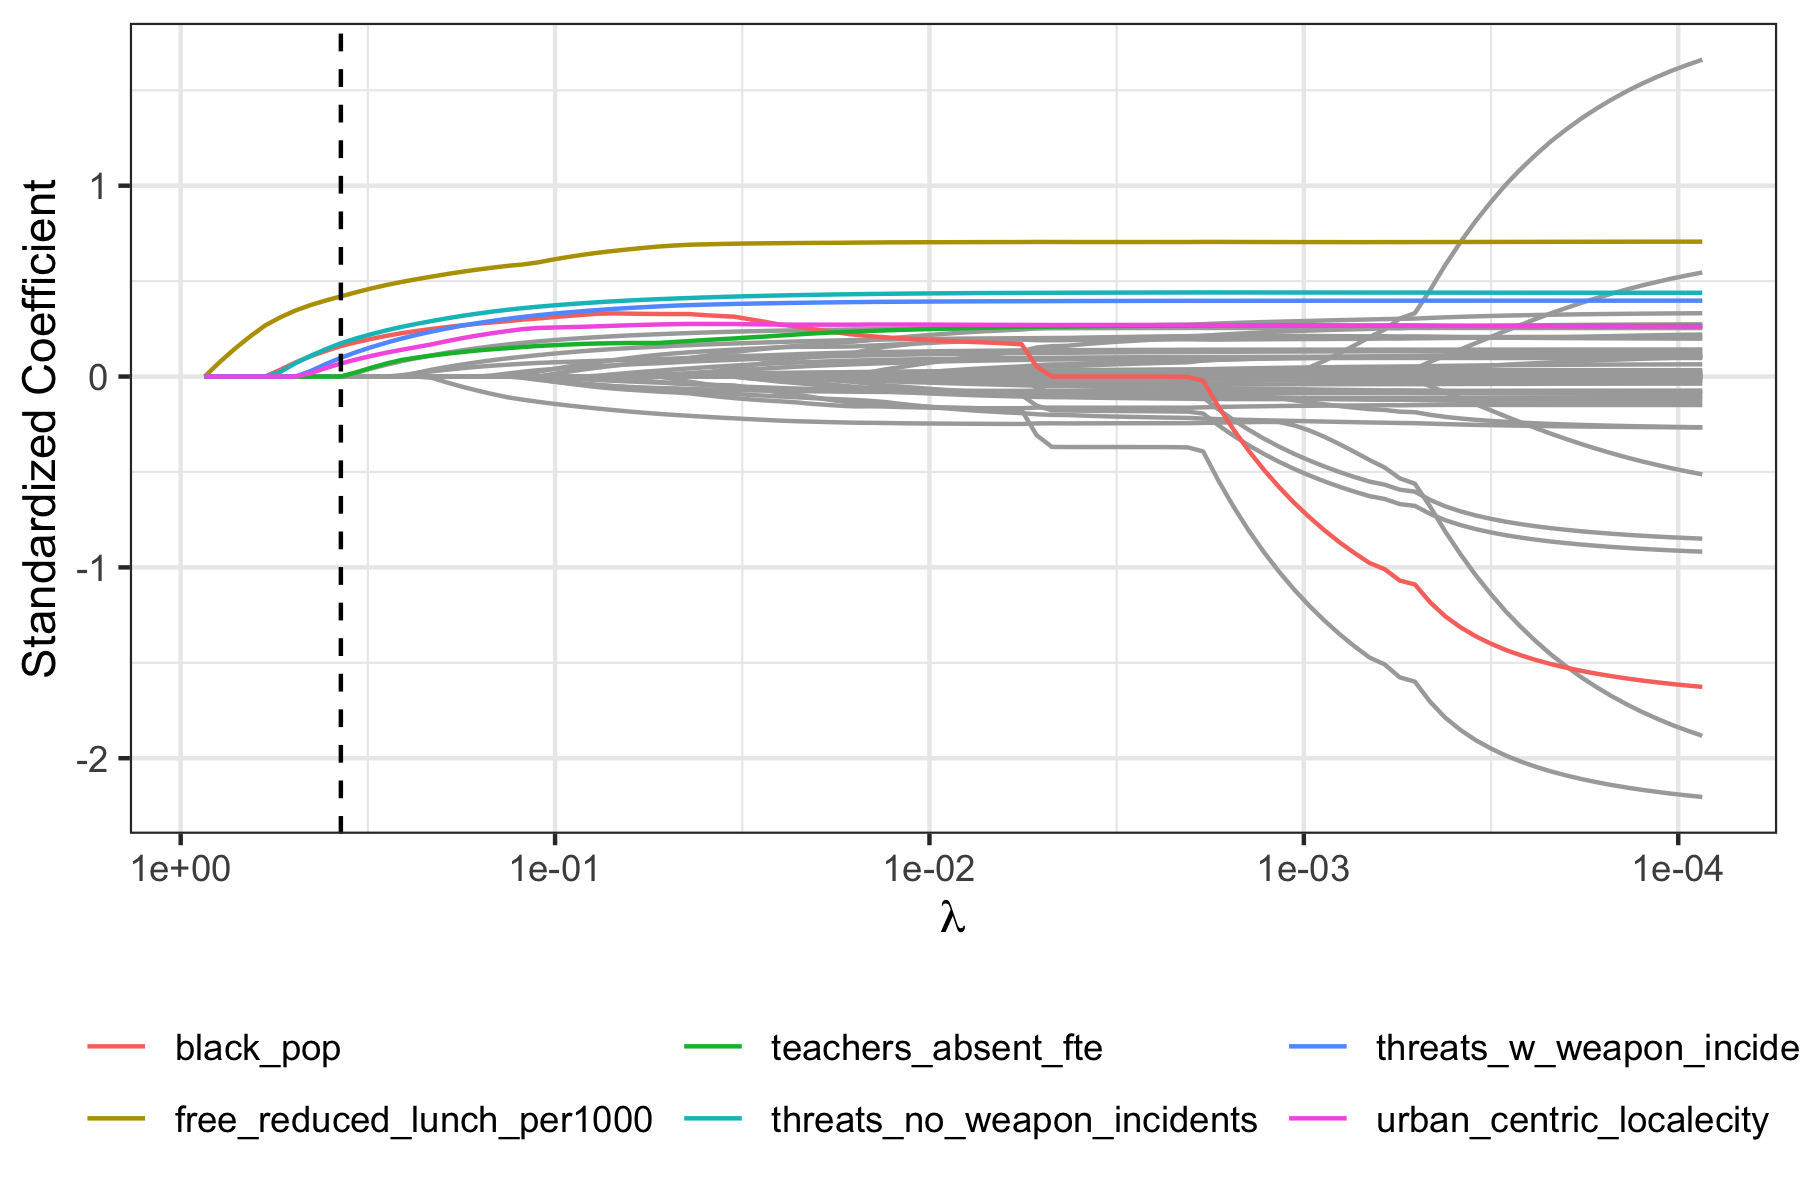 Standardized Coefficient
1
0
-1
-2
1e+00 1e-01 1e-02 1e-03 1e-04
λ
black_pop teachers_absent_fte threats_w_weapon_incide
free_reduced_lunch_per1000 threats_no_weapon_incidents urban_centric_localecity